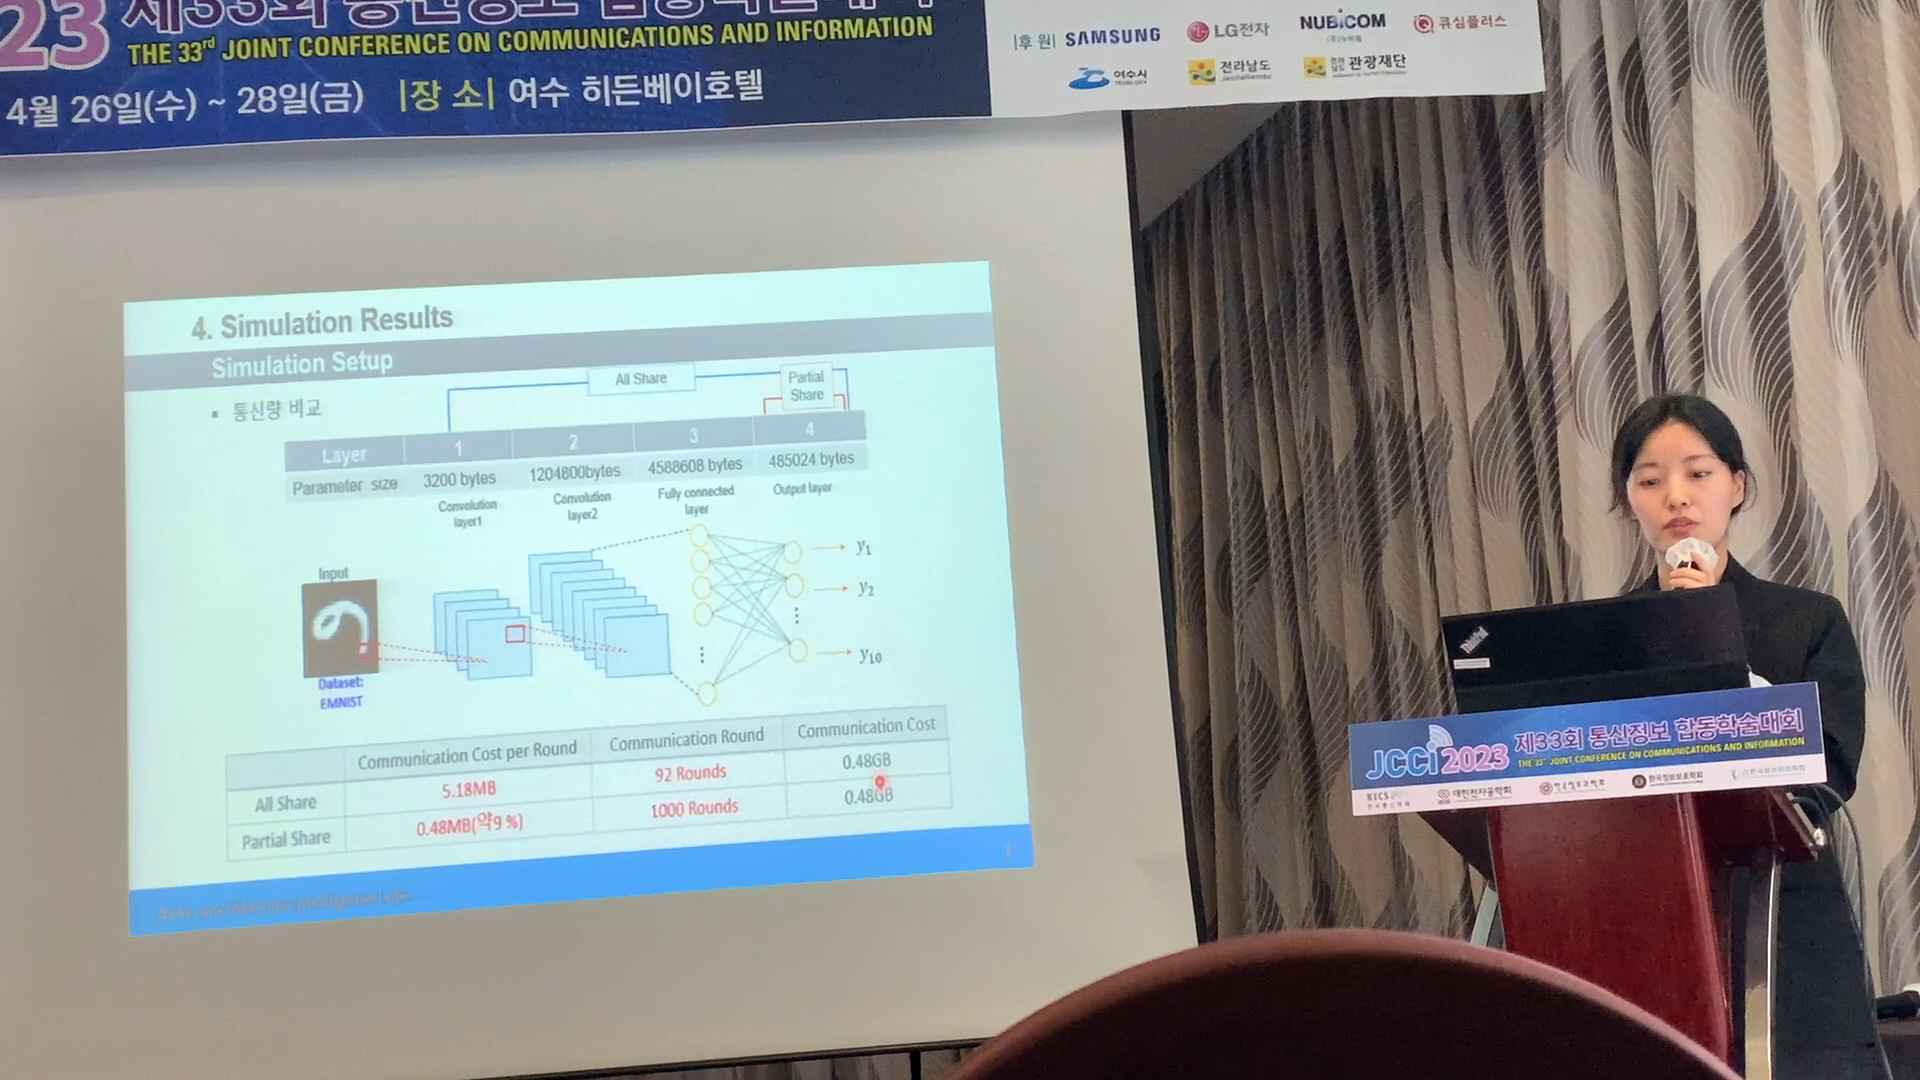 23 제33회 통신정보 합동학술대회
THE 33rd JOINT CONFERENCE ON COMMUNICATIONS AND INFORMATION
4월 26일(수) ~ 28일(금) |장 소| 여수 히든베이호텔
|후 원| SAMSUNG LG전자 NUBICOM 큐심플러스
여수시 전라남도 관광재단
4. Simulation Results
Simulation Setup
▪ 통신량 비교
All Share
Partial
Share
Layer 1 2 3 4
Parameter size 3200 bytes 1204800bytes 4588608 bytes 485024 bytes
Convolution
layer1
Convolution
layer2
Fully connected
layer
Output layer
Input
Dataset:
EMNIST
y1
y2
y10
Communication Cost per Round Communication Round Communication Cost
All Share 5.18MB 92 Rounds 0.48GB
Partial Share 0.48MB(약9 %) 1000 Rounds 0.48GB
ThinkPad
JCCi 2023 제33회 통신정보 합동학술대회
THE 33rd JOINT CONFERENCE ON COMMUNICATIONS AND INFORMATION
KICS 대한전자공학회 한국정보보호학회